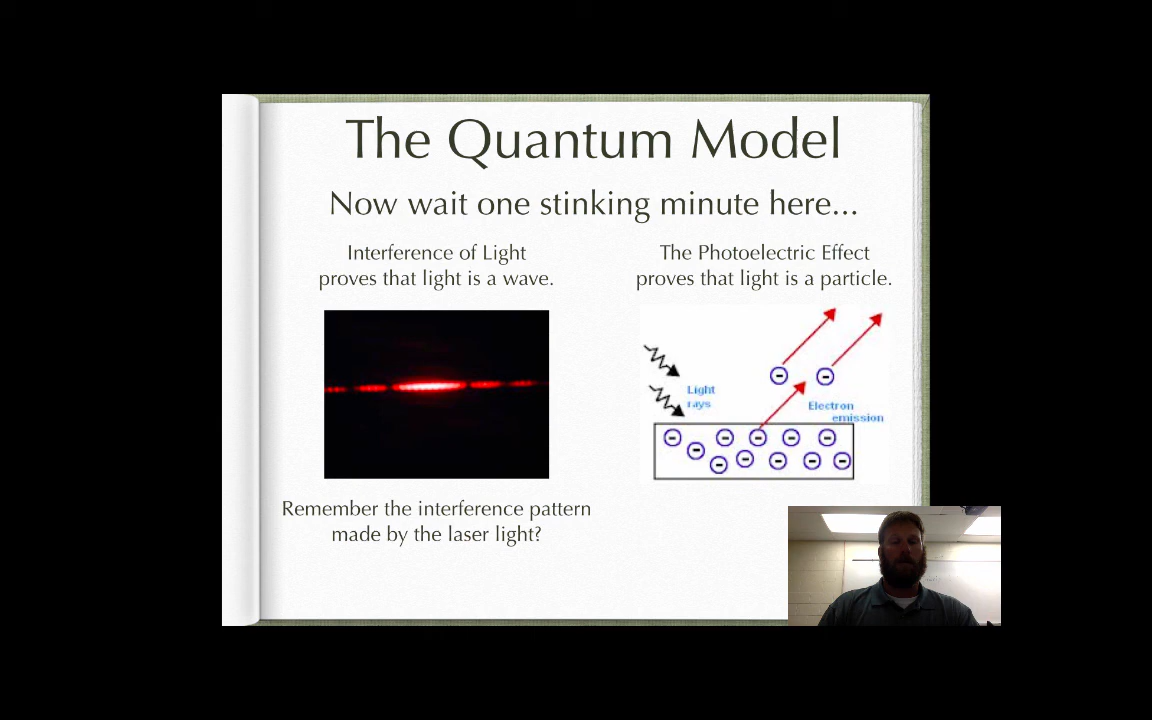 The Quantum Model
Now wait one stinking minute here...
Interference of Light
proves that light is a wave.
The Photoelectric Effect
proves that light is a particle.
Light
rays
Electron
emission
Remember the interference pattern
made by the laser light?